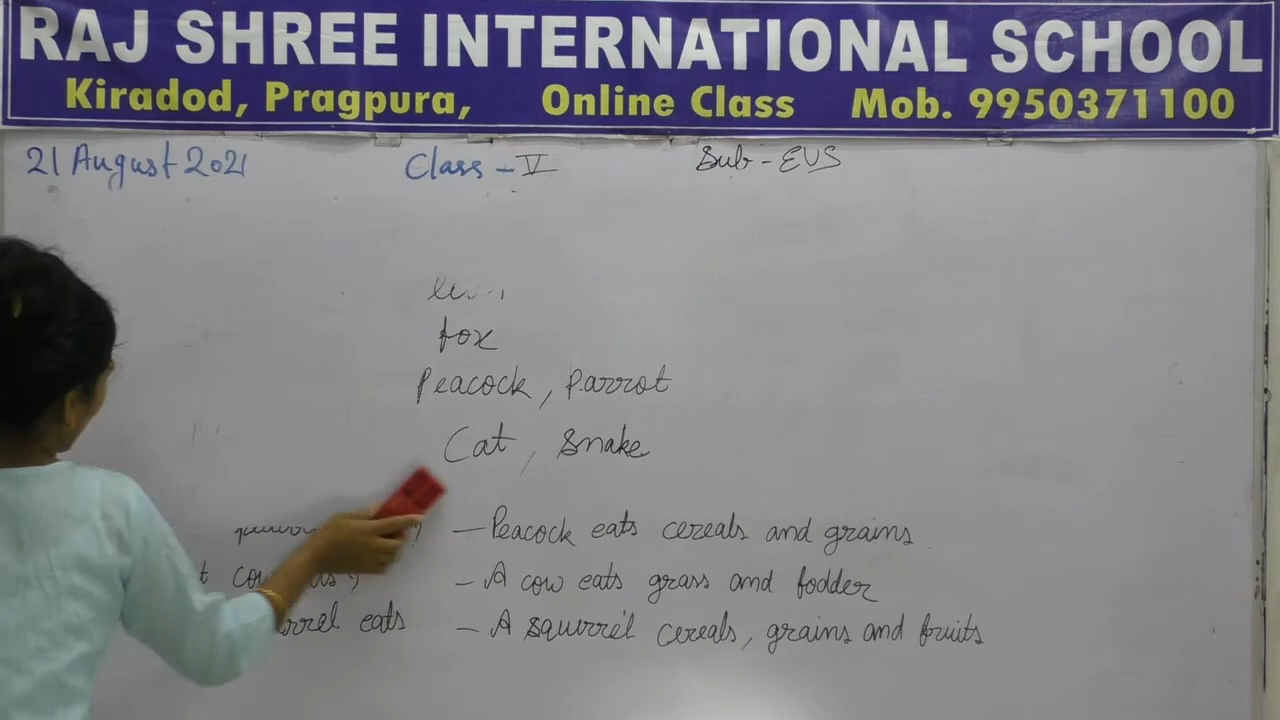 RAJ SHREE INTERNATIONAL SCHOOL
Kiradod, Pragpura, Online Class Mob. 9950371100
21 August 2021 Class - V Sub - EVS
fox
Peacock, Parrot
Cat, Snake
- Peacock eats cereals and grains
- A cow eats grass and fodder
eats - A squirrel cereals, grains and fruits